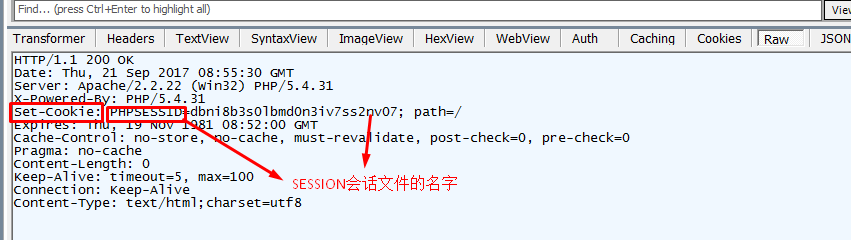 Find... (press Ctrl+Enter to highlight all)
View
Transformer Headers TextView SyntaxView ImageView HexView WebView Auth Caching Cookies Raw JSON
HTTP/1.1 200 OK
Date: Thu, 21 Sep 2017 08:55:30 GMT
Server: Apache/2.2.22 (Win32) PHP/5.4.31
X-Powered-By: PHP/5.4.31
Set-Cookie: PHPSESSID=dbni8b3s0lbmd0n3iv7ss2nv07; path=/
Expires: Thu, 19 Nov 1981 08:52:00 GMT
Cache-Control: no-store, no-cache, must-revalidate, post-check=0, pre-check=0
Pragma: no-cache
Content-Length: 0
Keep-Alive: timeout=5, max=100
Connection: Keep-Alive
Content-Type: text/html;charset=utf8
SESSION会话文件的名字